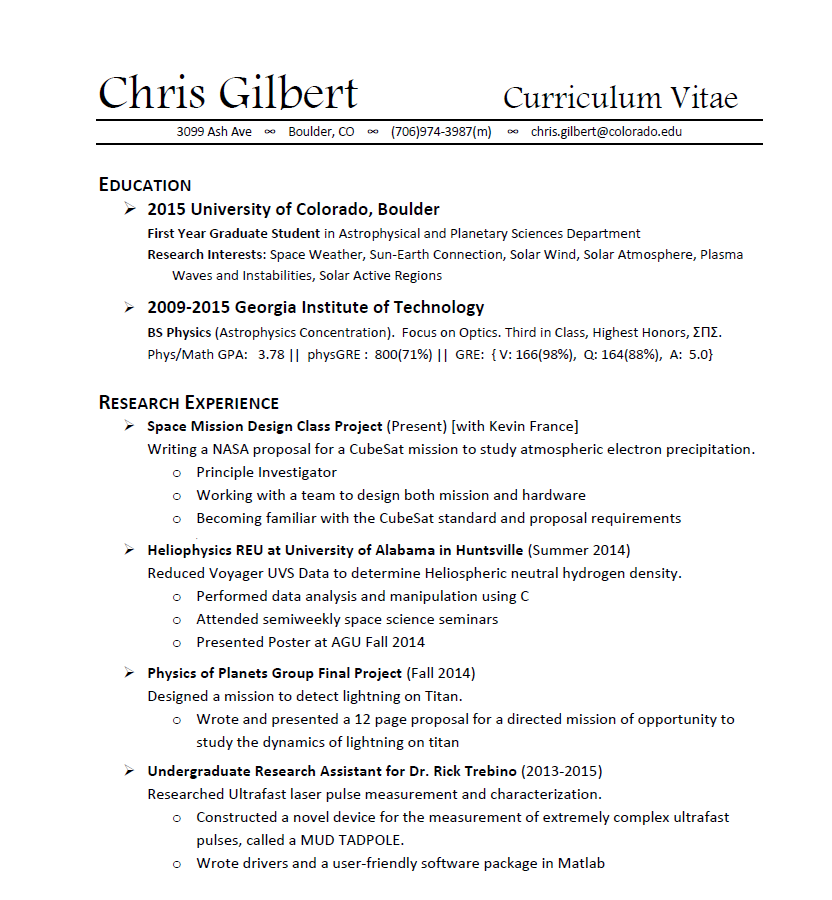 Chris Gilbert Curriculum Vitae
3099 Ash Ave ∞ Boulder, CO ∞ (706)974-3987(m) ∞ chris.gilbert@colorado.edu
EDUCATION
➢ 2015 University of Colorado, Boulder
First Year Graduate Student in Astrophysical and Planetary Sciences Department
Research Interests: Space Weather, Sun-Earth Connection, Solar Wind, Solar Atmosphere, Plasma
Waves and Instabilities, Solar Active Regions
➢ 2009-2015 Georgia Institute of Technology
BS Physics (Astrophysics Concentration). Focus on Optics. Third in Class, Highest Honors, ΣΠΣ.
Phys/Math GPA: 3.78 || physGRE : 800(71%) || GRE: { V: 166(98%), Q: 164(88%), A: 5.0}
RESEARCH EXPERIENCE
➢ Space Mission Design Class Project (Present) [with Kevin France]
Writing a NASA proposal for a CubeSat mission to study atmospheric electron precipitation.
o Principle Investigator
o Working with a team to design both mission and hardware
o Becoming familiar with the CubeSat standard and proposal requirements
➢ Heliophysics REU at University of Alabama in Huntsville (Summer 2014)
Reduced Voyager UVS Data to determine Heliospheric neutral hydrogen density.
o Performed data analysis and manipulation using C
o Attended semiweekly space science seminars
o Presented Poster at AGU Fall 2014
➢ Physics of Planets Group Final Project (Fall 2014)
Designed a mission to detect lightning on Titan.
o Wrote and presented a 12 page proposal for a directed mission of opportunity to
study the dynamics of lightning on titan
➢ Undergraduate Research Assistant for Dr. Rick Trebino (2013-2015)
Researched Ultrafast laser pulse measurement and characterization.
o Constructed a novel device for the measurement of extremely complex ultrafast
pulses, called a MUD TADPOLE.
o Wrote drivers and a user-friendly software package in Matlab